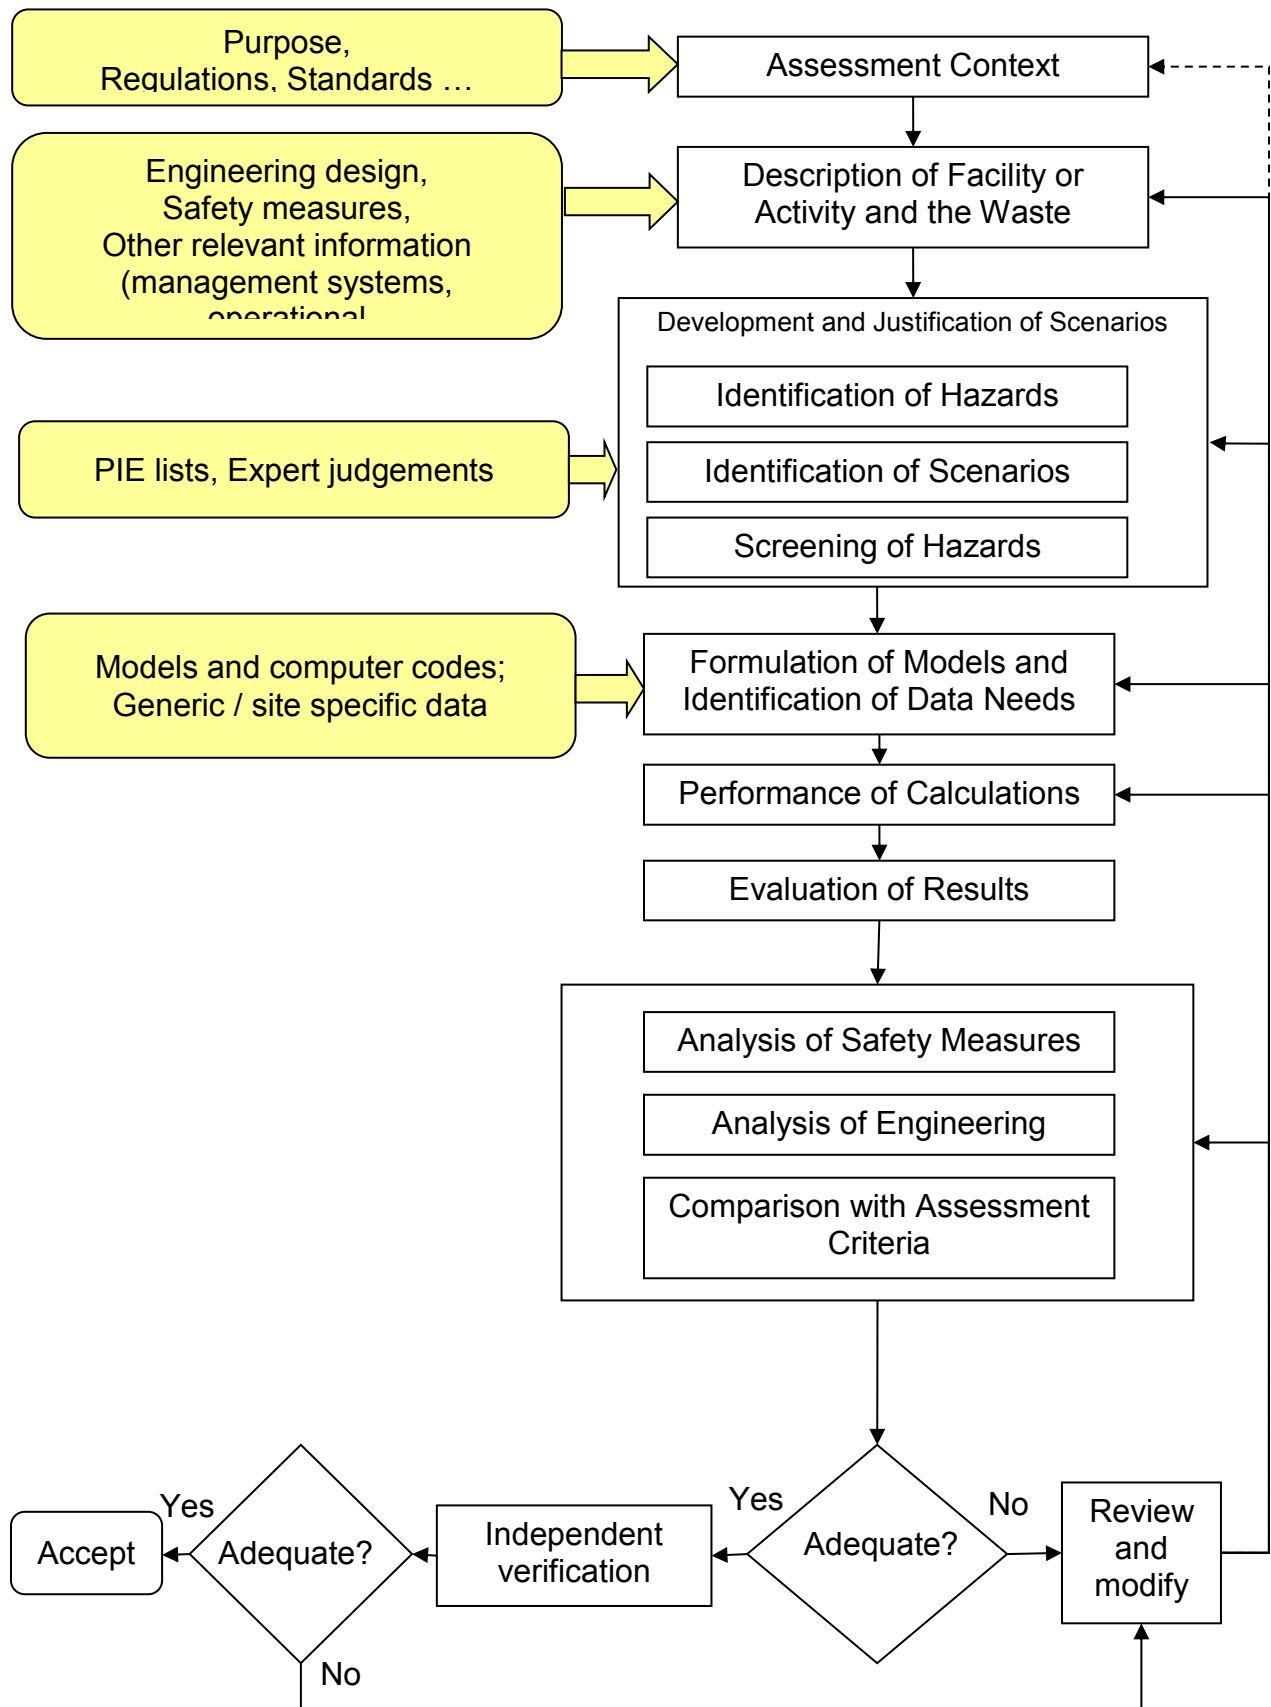 Purpose,
Regulations, Standards …
Assessment Context
Engineering design,
Safety measures,
Other relevant information
(management systems,
operational
Description of Facility or
Activity and the Waste
Development and Justification of Scenarios
Identification of Hazards
Identification of Scenarios
Screening of Hazards
PIE lists, Expert judgements
Models and computer codes;
Generic / site specific data
Formulation of Models and
Identification of Data Needs
Performance of Calculations
Evaluation of Results
Analysis of Safety Measures
Analysis of Engineering
Comparison with Assessment
Criteria
Accept
Yes
Adequate?
No
Independent
verification
Yes
Adequate?
No
Review
and
modify